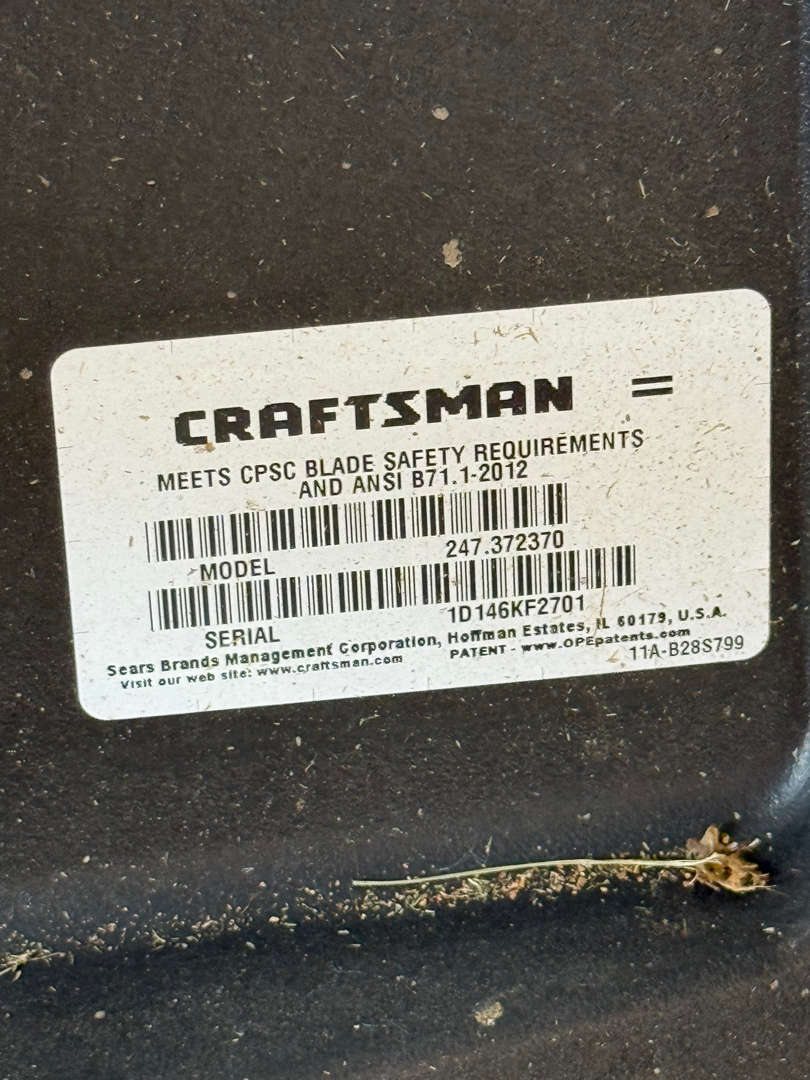 CRAFTSMAN =
MEETS CPSC BLADE SAFETY REQUIREMENTS
AND ANSI B71.1-2012
MODEL 247.372370
SERIAL 1D146KF2701
Sears Brands Management Corporation, Hoffman Estates, IL 60179, U.S.A.
Visit our web site: www.craftsman.com PATENT - www.OPEpatents.com
11A-B28S799